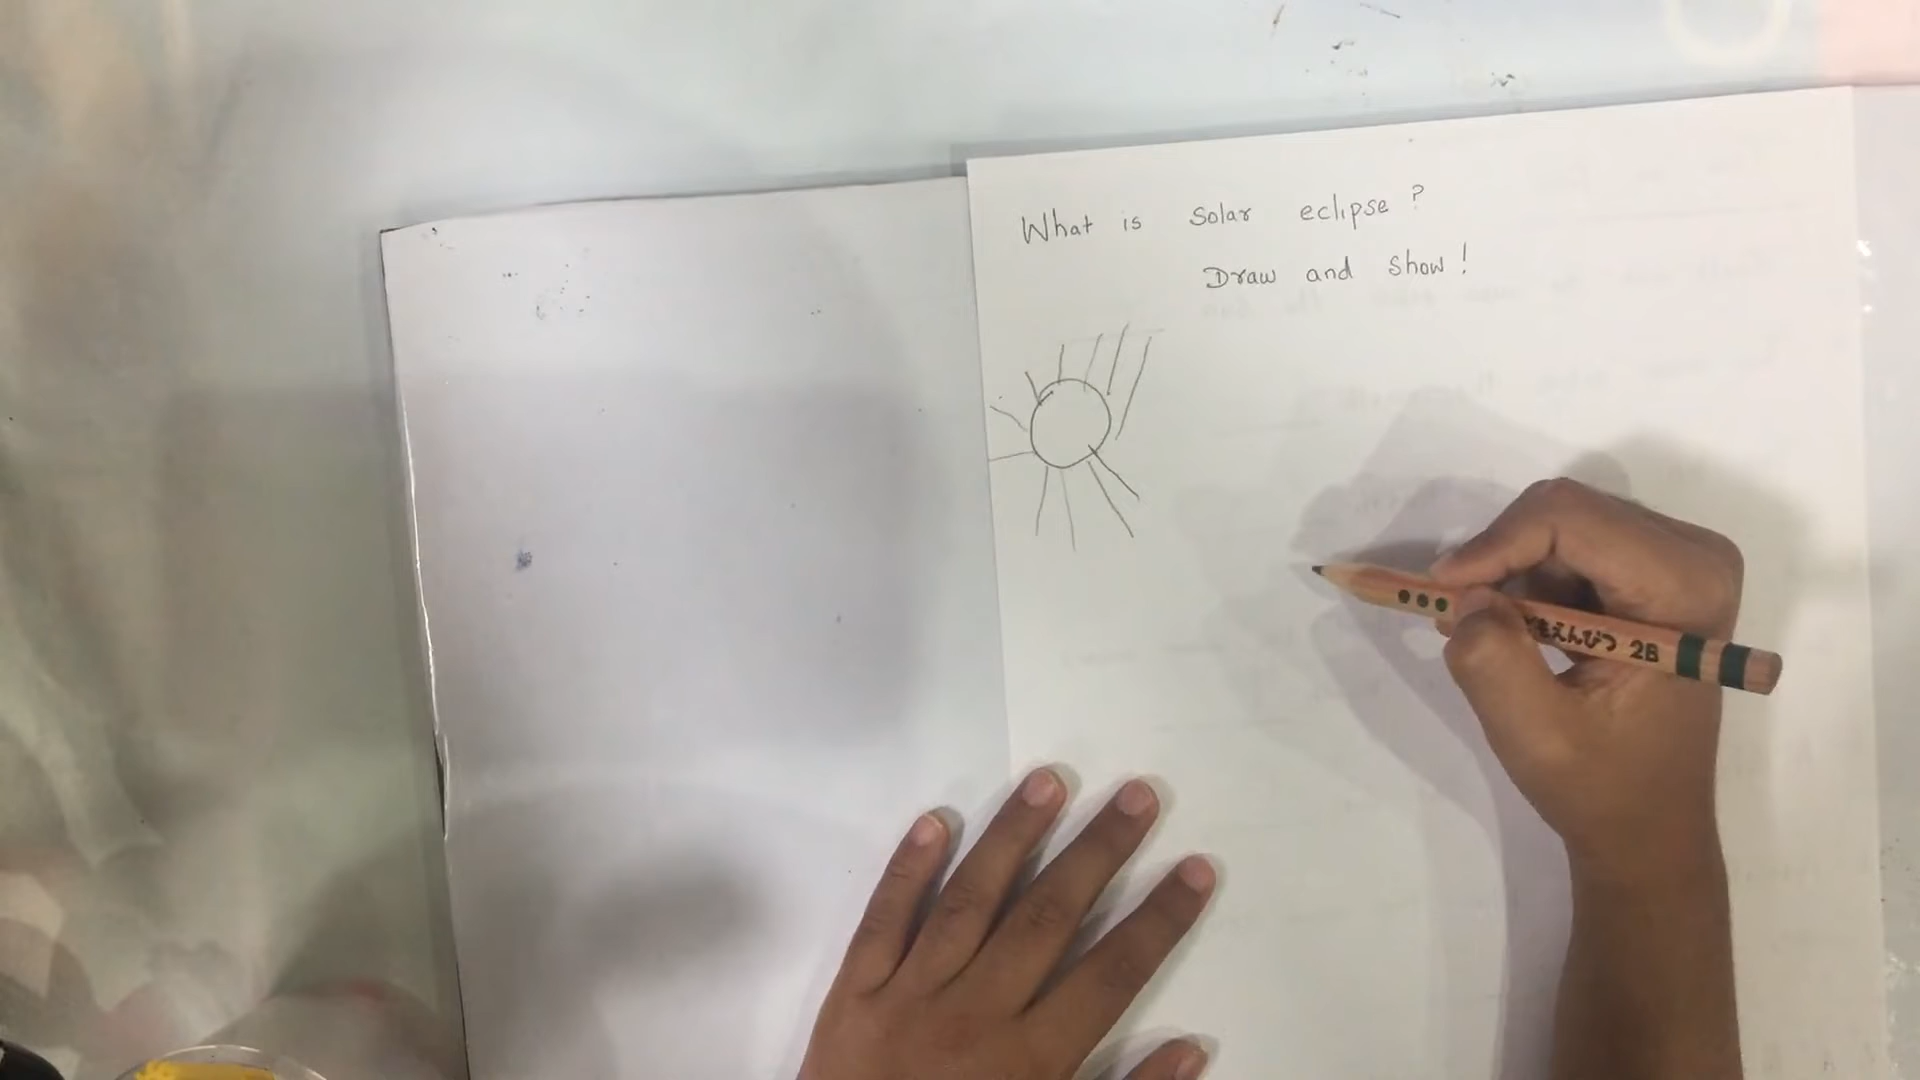 What is Solar eclipse ?
Draw and Show !
えんぴつ 2B